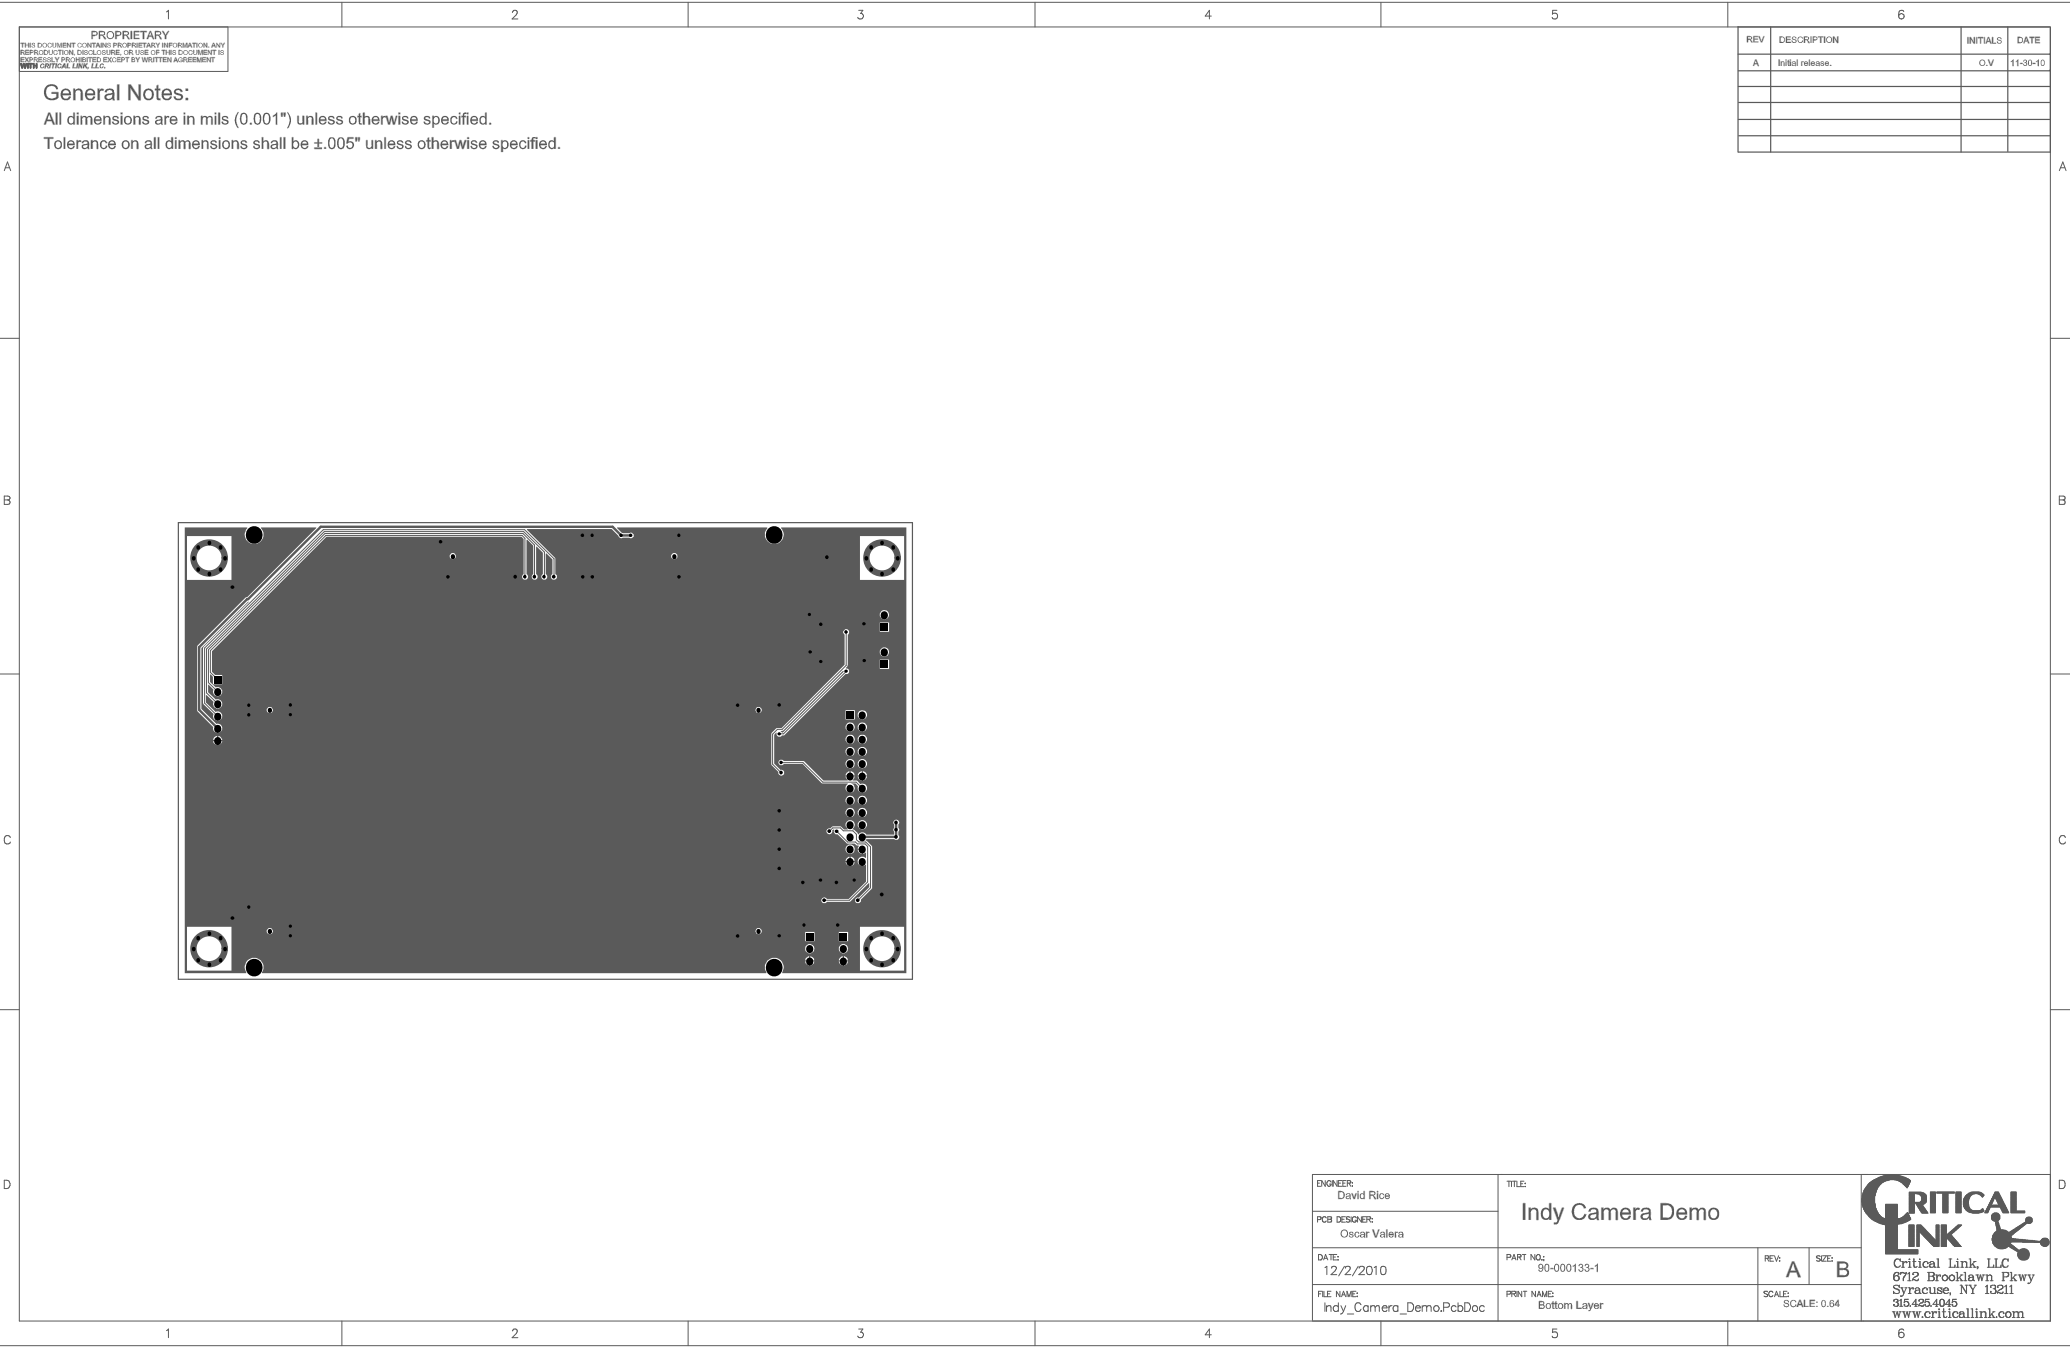 1 2 3 4 5 6
PROPRIETARY
THIS DOCUMENT CONTAINS PROPRIETARY INFORMATION. ANY
REPRODUCTION, DISCLOSURE, OR USE OF THIS DOCUMENT IS
EXPRESSLY PROHIBITED EXCEPT BY WRITTEN AGREEMENT
WITH CRITICAL LINK, LLC.
General Notes:
All dimensions are in mils (0.001") unless otherwise specified.
Tolerance on all dimensions shall be ±.005" unless otherwise specified.
REV DESCRIPTION INITIALS DATE
A Initial release. O.V 11-30-10
A A
B B
C C
D D
ENGINEER:
David Rice
PCB DESIGNER:
Oscar Valera
DATE:
12/2/2010
FILE NAME:
Indy_Camera_Demo.PcbDoc
TITLE:
Indy Camera Demo
PART NO.:
90-000133-1
REV: A
SIZE: B
PRINT NAME:
Bottom Layer
SCALE:
SCALE: 0.64
CRITICAL
LINK
Critical Link, LLC
6712 Brooklawn Pkwy
Syracuse, NY 13211
315.425.4045
www.criticallink.com
1 2 3 4 5 6